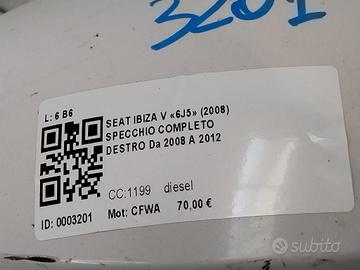 3201
L: 6 B6
SEAT IBIZA V «6J5» (2008)
SPECCHIO COMPLETO
DESTRO Da 2008 A 2012
CC:1199 diesel
ID: 0003201
Mot: CFWA 70,00 €
subito